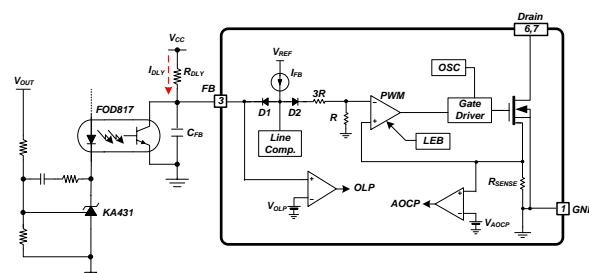 Drain
6,7
VCC
VREF
OSC
IDLY
RDLY
IFB
VOUT
FB
3R
PWM
FOD817
3
D1
D2
Gate
Driver
R
CFB
Line
Comp.
LEB
RSENSE
OLP
AOCP
1
GND
KA431
VOLP
VAOCP